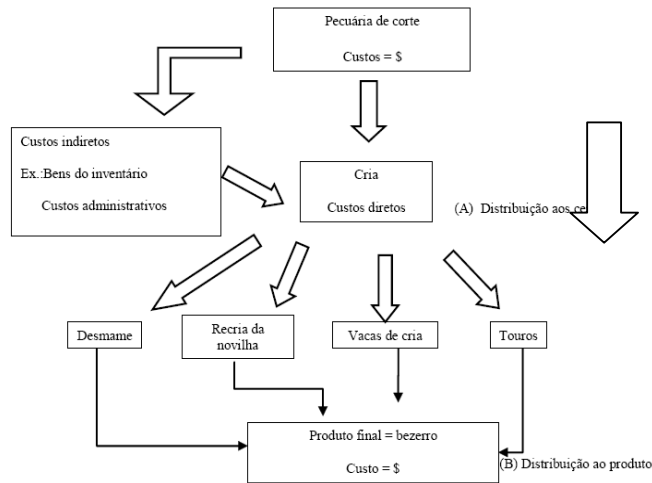 Pecuária de corte
Custos = $
Custos indiretos
Ex.:Bens do inventário
Custos administrativos
Cria
Custos diretos
(A) Distribuição aos ce
Desmame
Recria da
novilha
Vacas de cria
Touros
Produto final = bezerro
Custo = $
(B) Distribuição ao produto